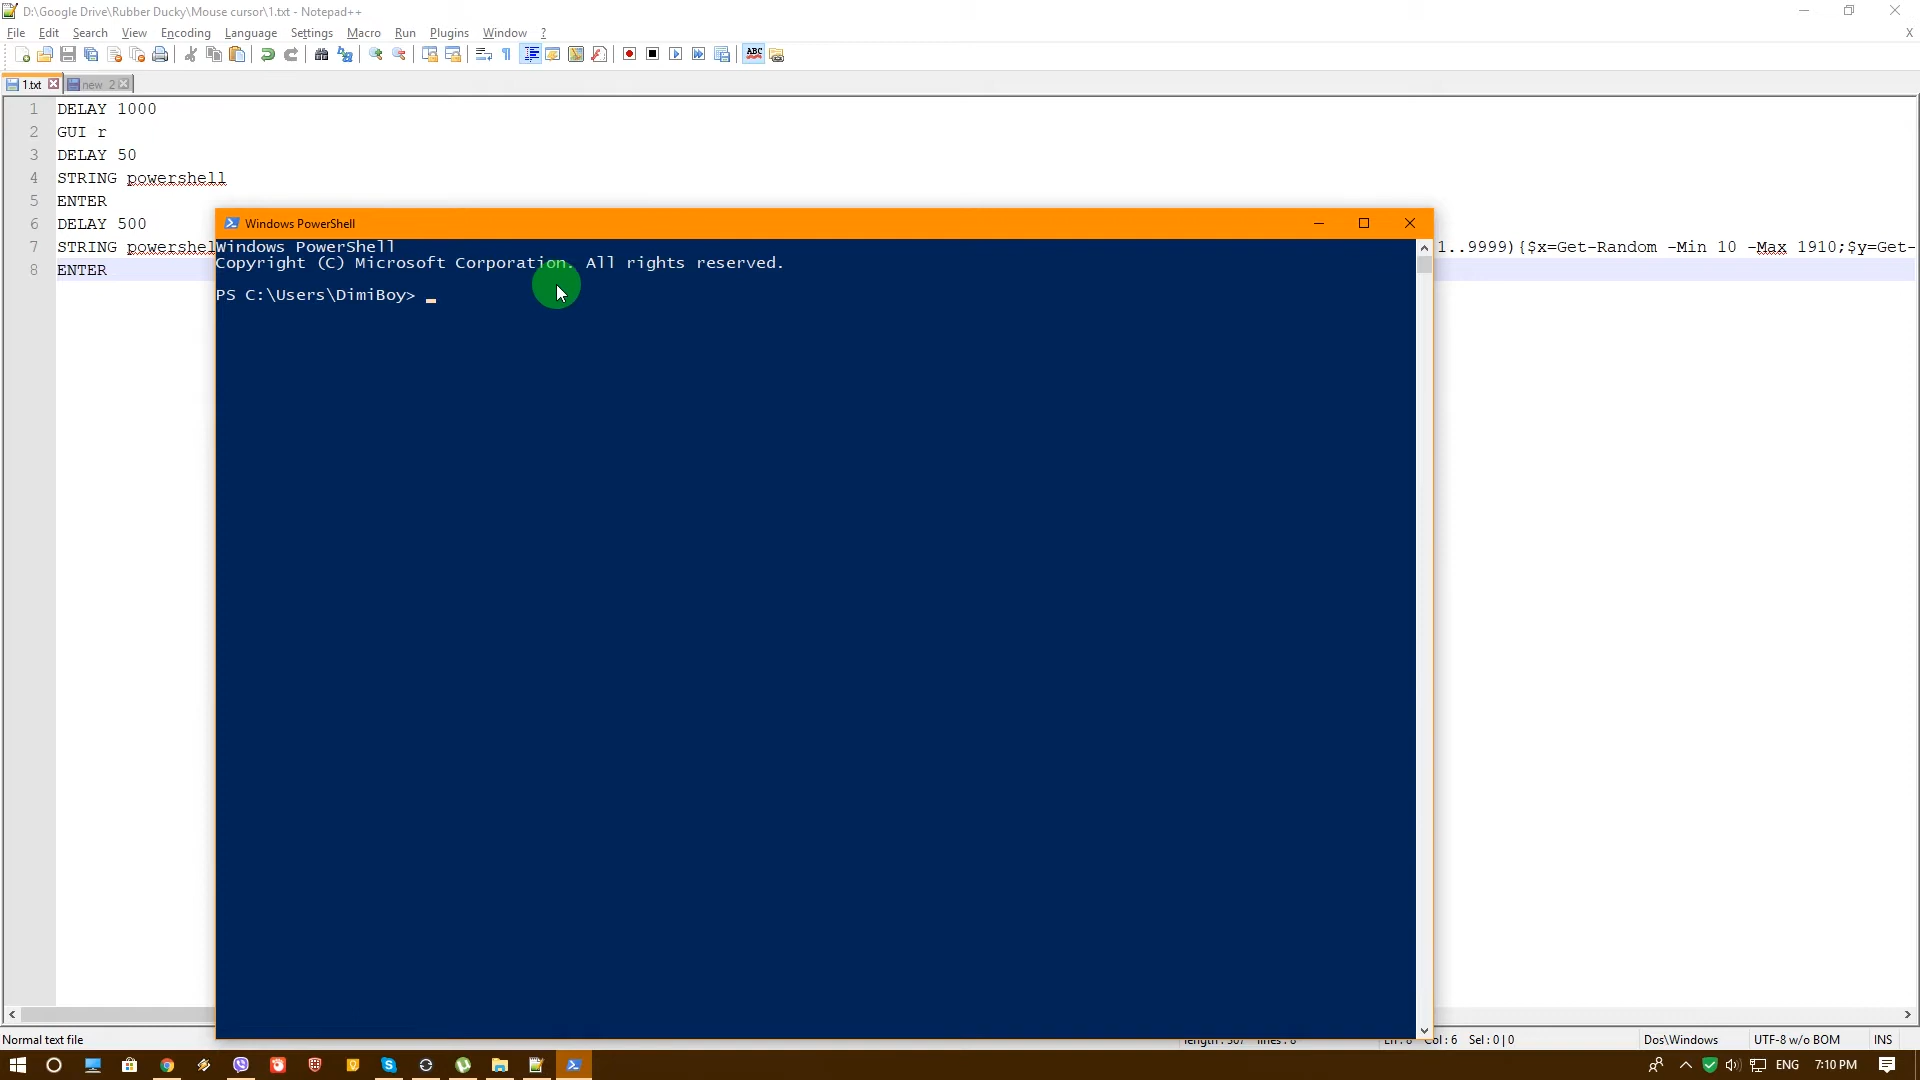 D:\Google Drive\Rubber Ducky\Mouse cursor\1.txt - Notepad++
File Edit Search View Encoding Language Settings Macro Run Plugins Window ? X
ABC
1.txt new 2
1 DELAY 1000
2 GUI r
3 DELAY 50
4 STRING powershell
5 ENTER
6 DELAY 500
7 STRING powershel 1..9999){$x=Get-Random -Min 10 -Max 1910;$y=Get-
8 ENTER
Windows PowerShell
Windows PowerShell
Copyright (C) Microsoft Corporation. All rights reserved.
PS C:\Users\DimiBoy> _
Normal text file Col : 6 Sel : 0 | 0 Dos\Windows UTF-8 w/o BOM INS
ENG 7:10 PM